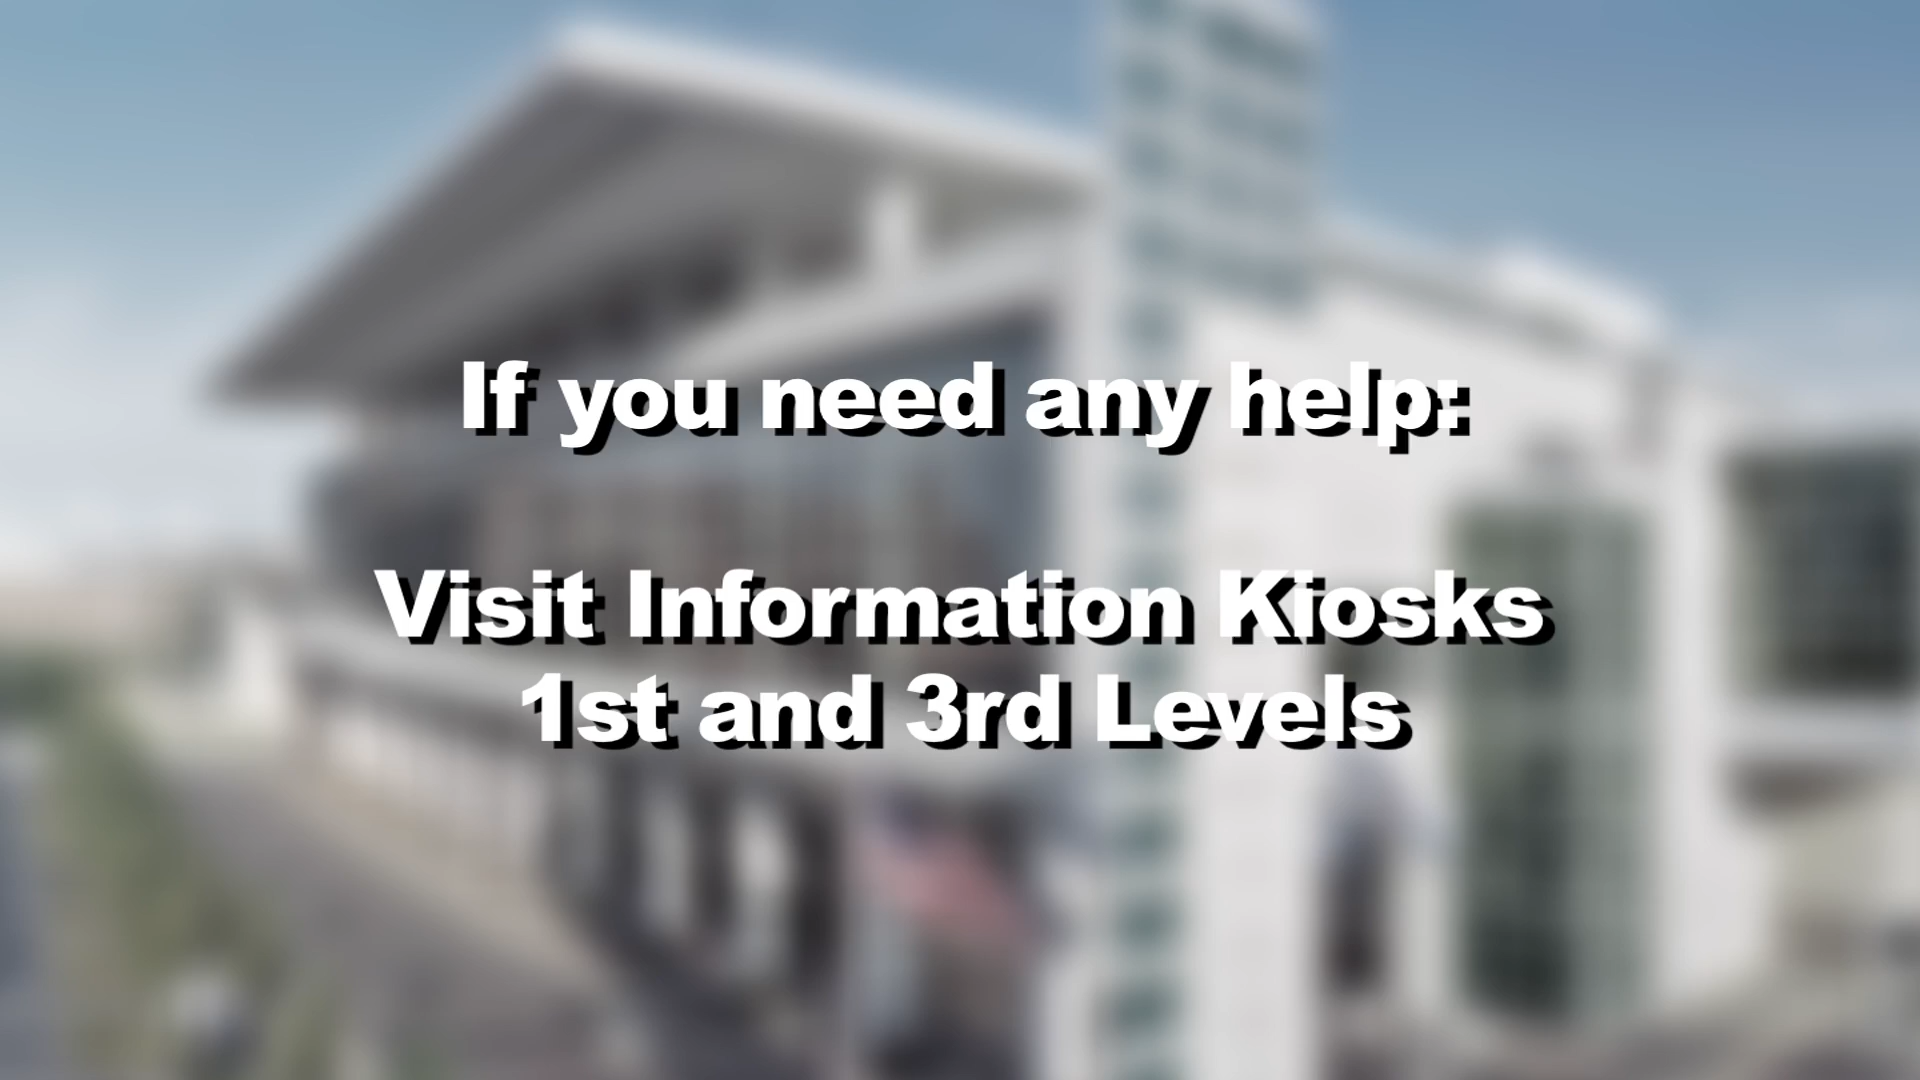 If you need any help:
Visit Information Kiosks
1st and 3rd Levels